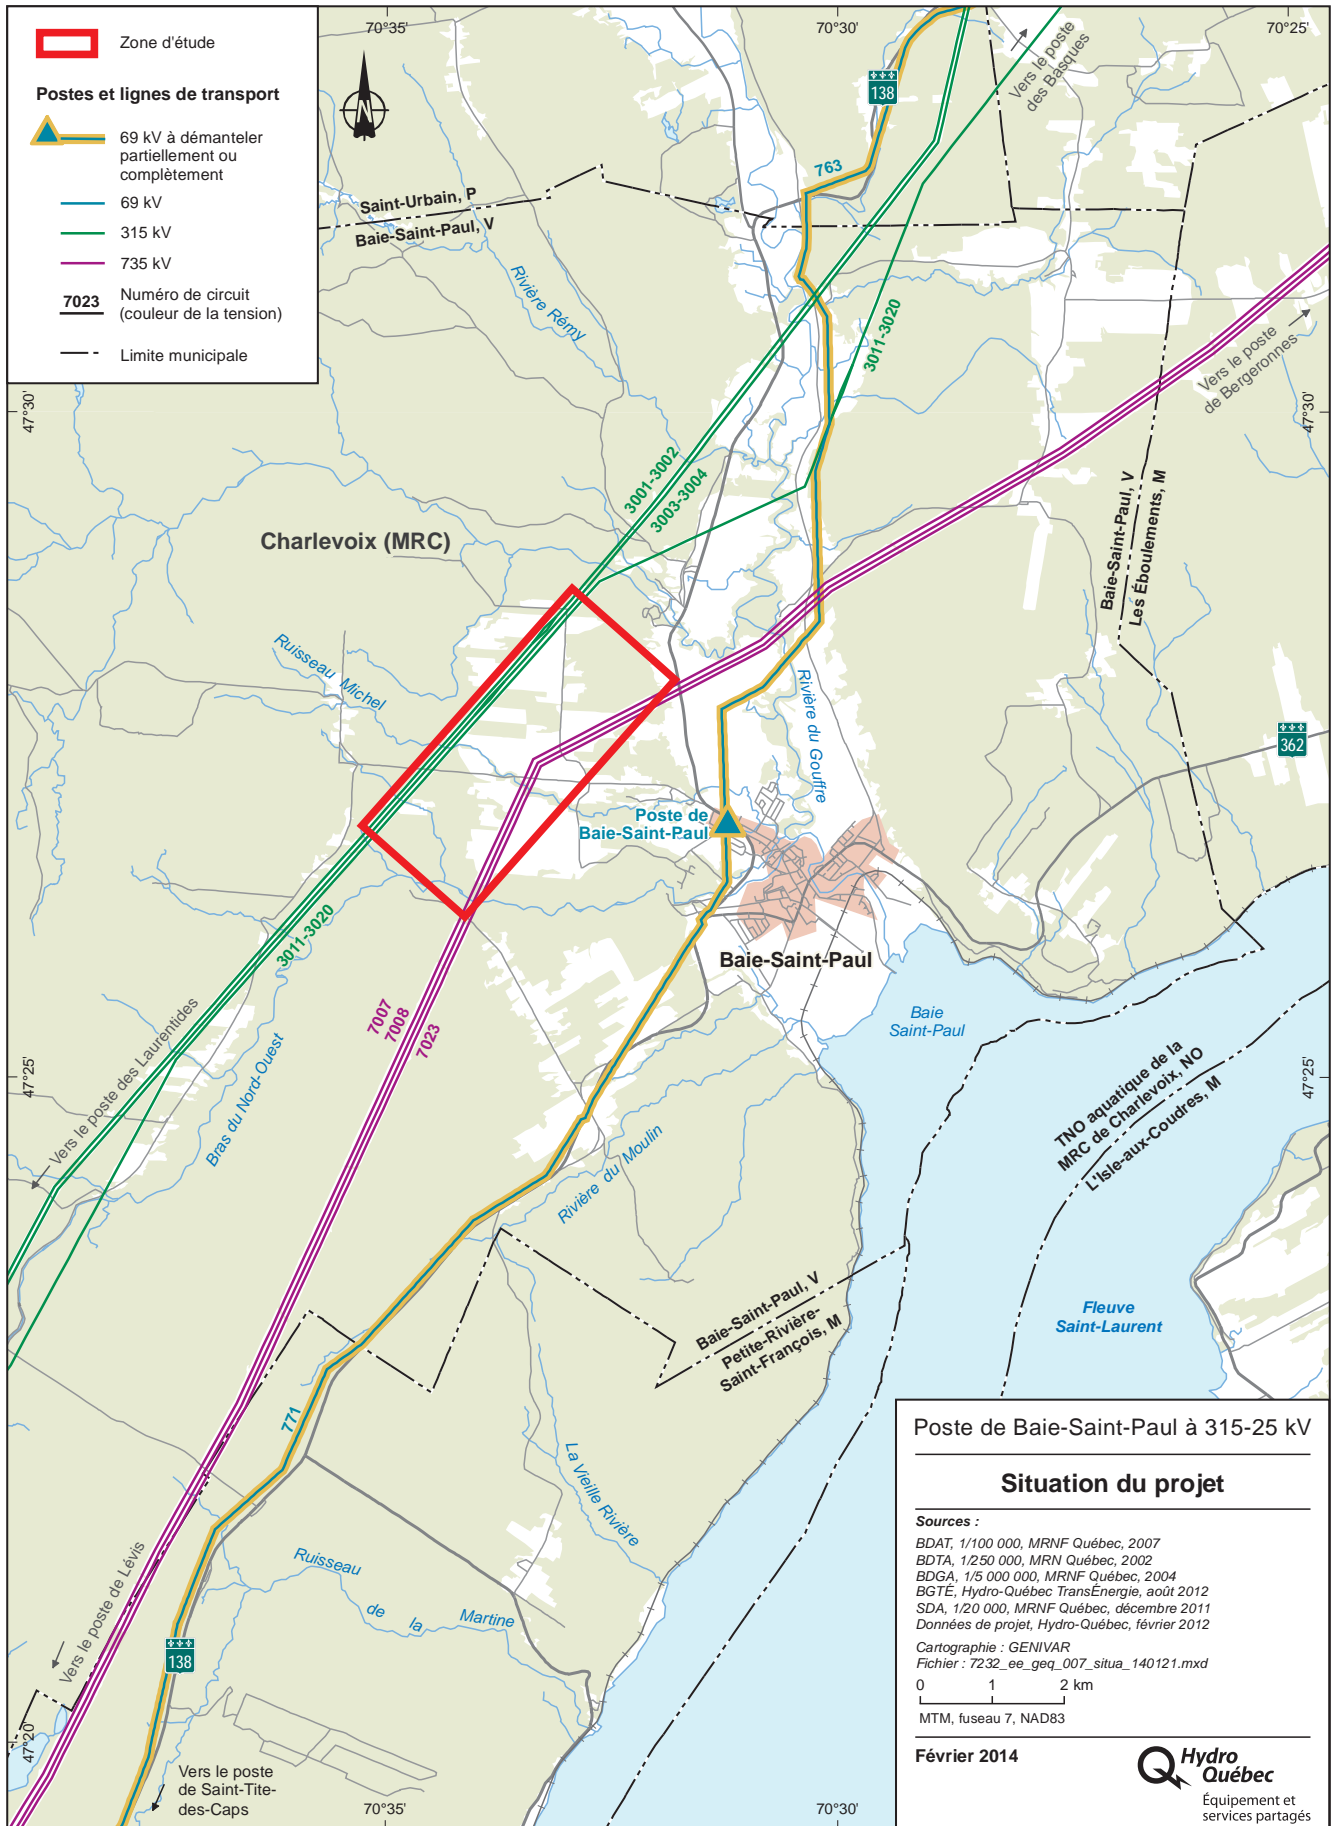 Zone d'étude
Postes et lignes de transport
69 kV à démanteler
partiellement ou
complètement
69 kV
315 kV
735 kV
7023
Numéro de circuit
(couleur de la tension)
Limite municipale
N
70°35'
70°30'
70°25'
138
Vers le poste
des Basques
763
Saint-Urbain, P
Baie-Saint-Paul, V
Rivière Rémy
3011-3020
Vers le poste
de Bergeronnes
47°30'
47°30'
3001-3002
3003-3004
Charlevoix (MRC)
Baie-Saint-Paul, V
Les Éboulements, M
Ruisseau Michel
Rivière du Gouffre
362
Poste de
Baie-Saint-Paul
3011-3020
Baie-Saint-Paul
7007
7008
7023
Baie
Saint-Paul
Vers le poste des Laurentides
Bras du Nord-Ouest
47°25'
47°25'
TNO aquatique de la
MRC de Charlevoix, NO
L'Isle-aux-Coudres, M
Rivière du Moulin
Baie-Saint-Paul, V
Petite-Rivière-
Saint-François, M
Fleuve
Saint-Laurent
771
La Vieille Rivière
Ruisseau
de la Martine
Vers le poste de Lévis
138
47°20'
Vers le poste
de Saint-Tite-
des-Caps
70°35'
70°30'
Poste de Baie-Saint-Paul à 315-25 kV
Situation du projet
Sources :
BDAT, 1/100 000, MRNF Québec, 2007
BDTA, 1/250 000, MRN Québec, 2002
BDGA, 1/5 000 000, MRNF Québec, 2004
BGTÉ, Hydro-Québec TransÉnergie, août 2012
SDA, 1/20 000, MRNF Québec, décembre 2011
Données de projet, Hydro-Québec, février 2012
Cartographie : GENIVAR
Fichier : 7232_ee_geq_007_situa_140121.mxd
0 1 2 km
MTM, fuseau 7, NAD83
Février 2014
Hydro
Québec
Équipement et
services partagés